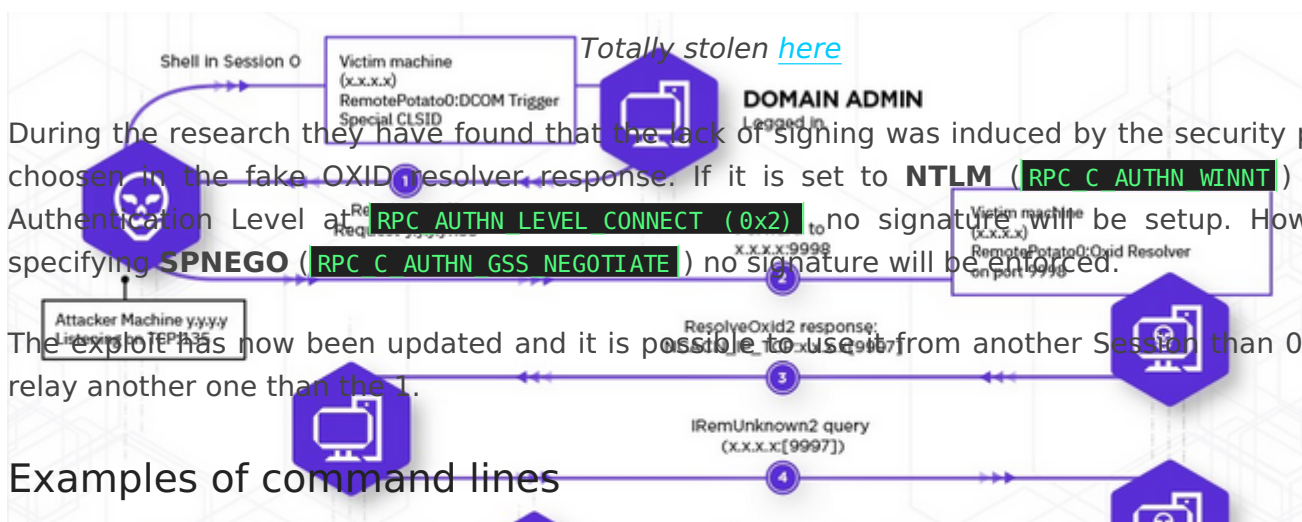 Totally stolen here
Shell in Session 0
Victim machine
(x.x.x.x)
RemotePotato0:DCOM Trigger
Special CLSID
DOMAIN ADMIN
Logged in
During the research they have found that the lack of signing was induced by the security
choosen in the fake OXID resolver response. If it is set to NTLM (RPC_C_AUTHN_WINNT)
Authentication Level at RPC_AUTHN_LEVEL_CONNECT (0x2) no signature will be setup.
specifying SPNEGO (RPC_C_AUTHN_GSS_NEGOTIATE) no signature will be enforced.
1
to
x.x.x.x:9998
2
Victim machine
(x.x.x.x)
RemotePotato0:Oxid Resolver
on port 9998
Attacker Machine y.y.y.y
Listening on TCP:135
ResolveOxid2 response:
The exploit has now been updated and it is possible to use it from another Session than 0
relay another one than the 1.
3
IRemUnknown2 query
(x.x.x.x:[9997])
4
Examples of command lines